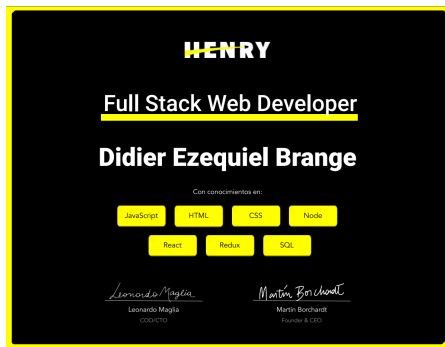 HENRY
Full Stack Web Developer
Didier Ezequiel Brange
Con conocimientos en:
JavaScript HTML CSS Node
React Redux SQL
Leonardo Maglia Martín Borchardt
Leonardo Maglia Martin Borchardt
COO/CTO Founder & CEO